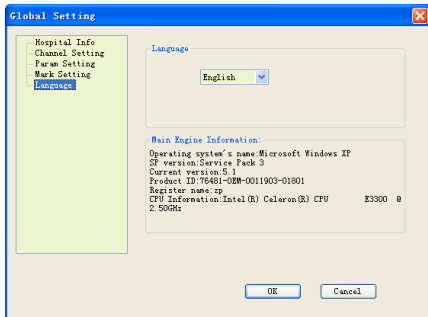 Global Setting
Hospital Info
Channel Setting
Param Setting
Mark Setting
Language
Language
English
Main Engine Information:
Operating system's name:Microsoft Windows XP
SP version:Service Pack 3
Current version:5.1
Product ID:76481-OEM-0011903-01801
Register name:zp
CPU Information:Intel(R) Celeron(R) CPU E3300 @
2.50GHz
OK
Cancel